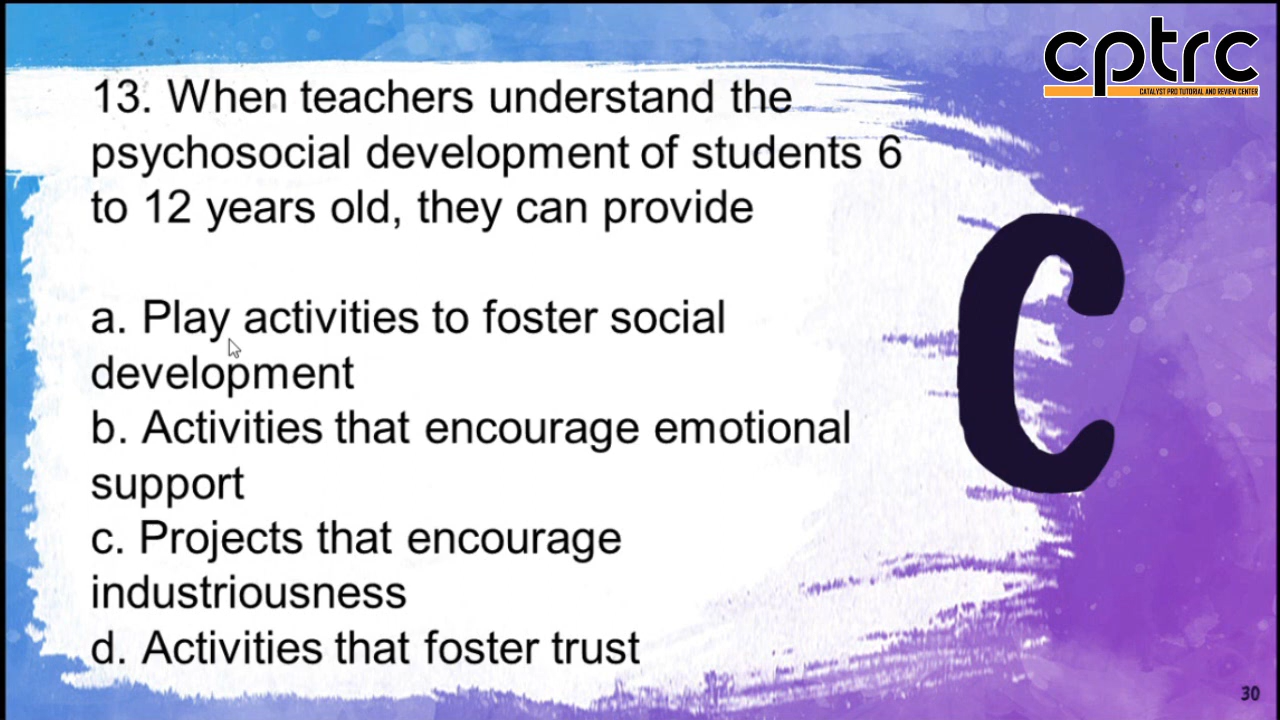 cptrc
CATALYST PRO TUTORIAL AND REVIEW CENTER
13. When teachers understand the
psychosocial development of students 6
to 12 years old, they can provide
a. Play activities to foster social
development
b. Activities that encourage emotional
support
c. Projects that encourage
industriousness
d. Activities that foster trust
C
30